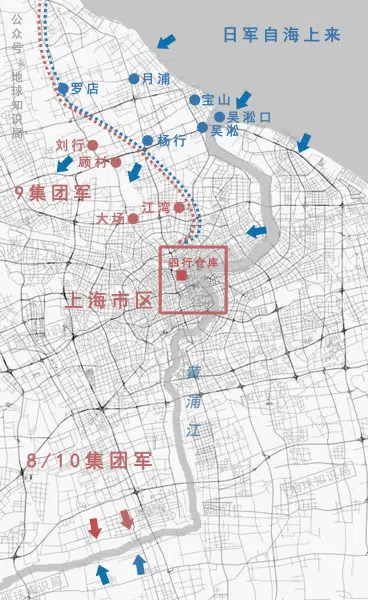 公众号：地球知识局
日军自海上来
月浦
罗店
宝山
吴淞口
吴淞
杨行
刘行
顾村
9集团军
江湾
大场
四行仓库
上海市区
黄浦江
8/10集团军
地球知识局
地球知识局